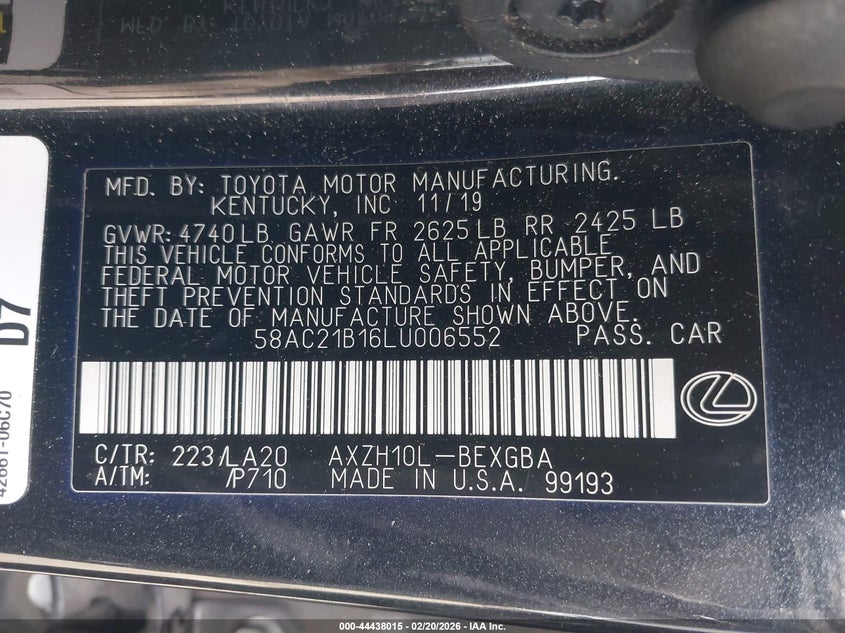 MFD. BY: TOYOTA MOTOR MANUFACTURING.
KENTUCKY, INC 11/19
GVWR: 4740LB GAWR FR 2625LB RR 2425 LB
THIS VEHICLE CONFORMS TO ALL APPLICABLE
FEDERAL MOTOR VEHICLE SAFETY, BUMPER, AND
THEFT PREVENTION STANDARDS IN EFFECT ON
THE DATE OF MANUFACTURE SHOWN ABOVE.
58AC21B16LU006552 PASS. CAR
C/TR: 223/LA20 AXZH10L-BEXGBA
A/TM: /P710 MADE IN U.S.A. 99193
D7
42661-06C70
000-44438015 - 02/20/2026 - IAA Inc.